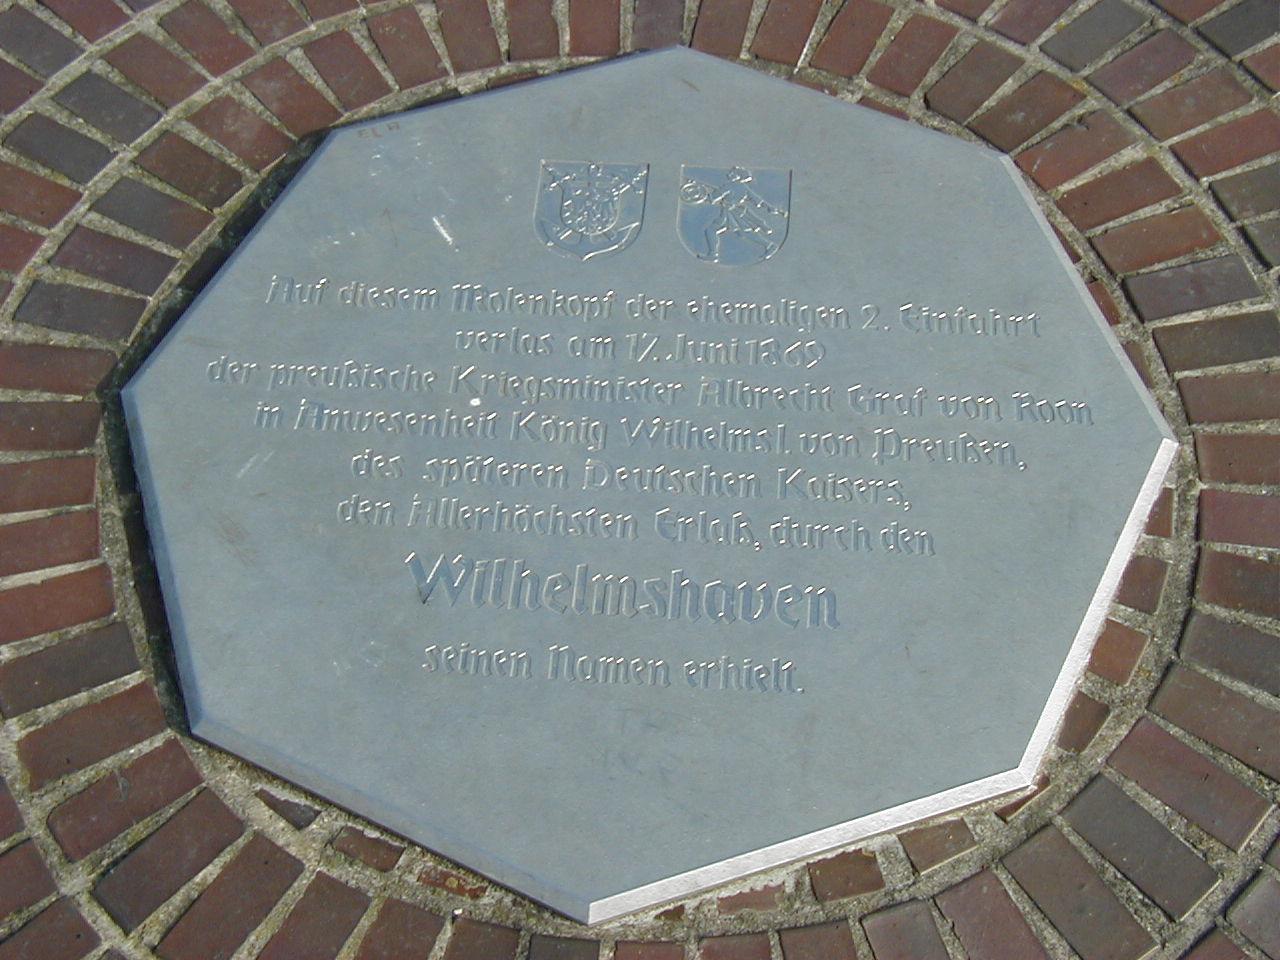 Auf diesem Molenkopf der ehemaligen 2. Einfahrt
verlas am 17. Juni 1869
der preußische Kriegsminister Albrecht Graf von Roon
in Anwesenheit König Wilhelms I. von Preußen,
des späteren Deutschen Kaisers,
den Allerhöchsten Erlaß, durch den
Wilhelmshaven
seinen Namen erhielt.